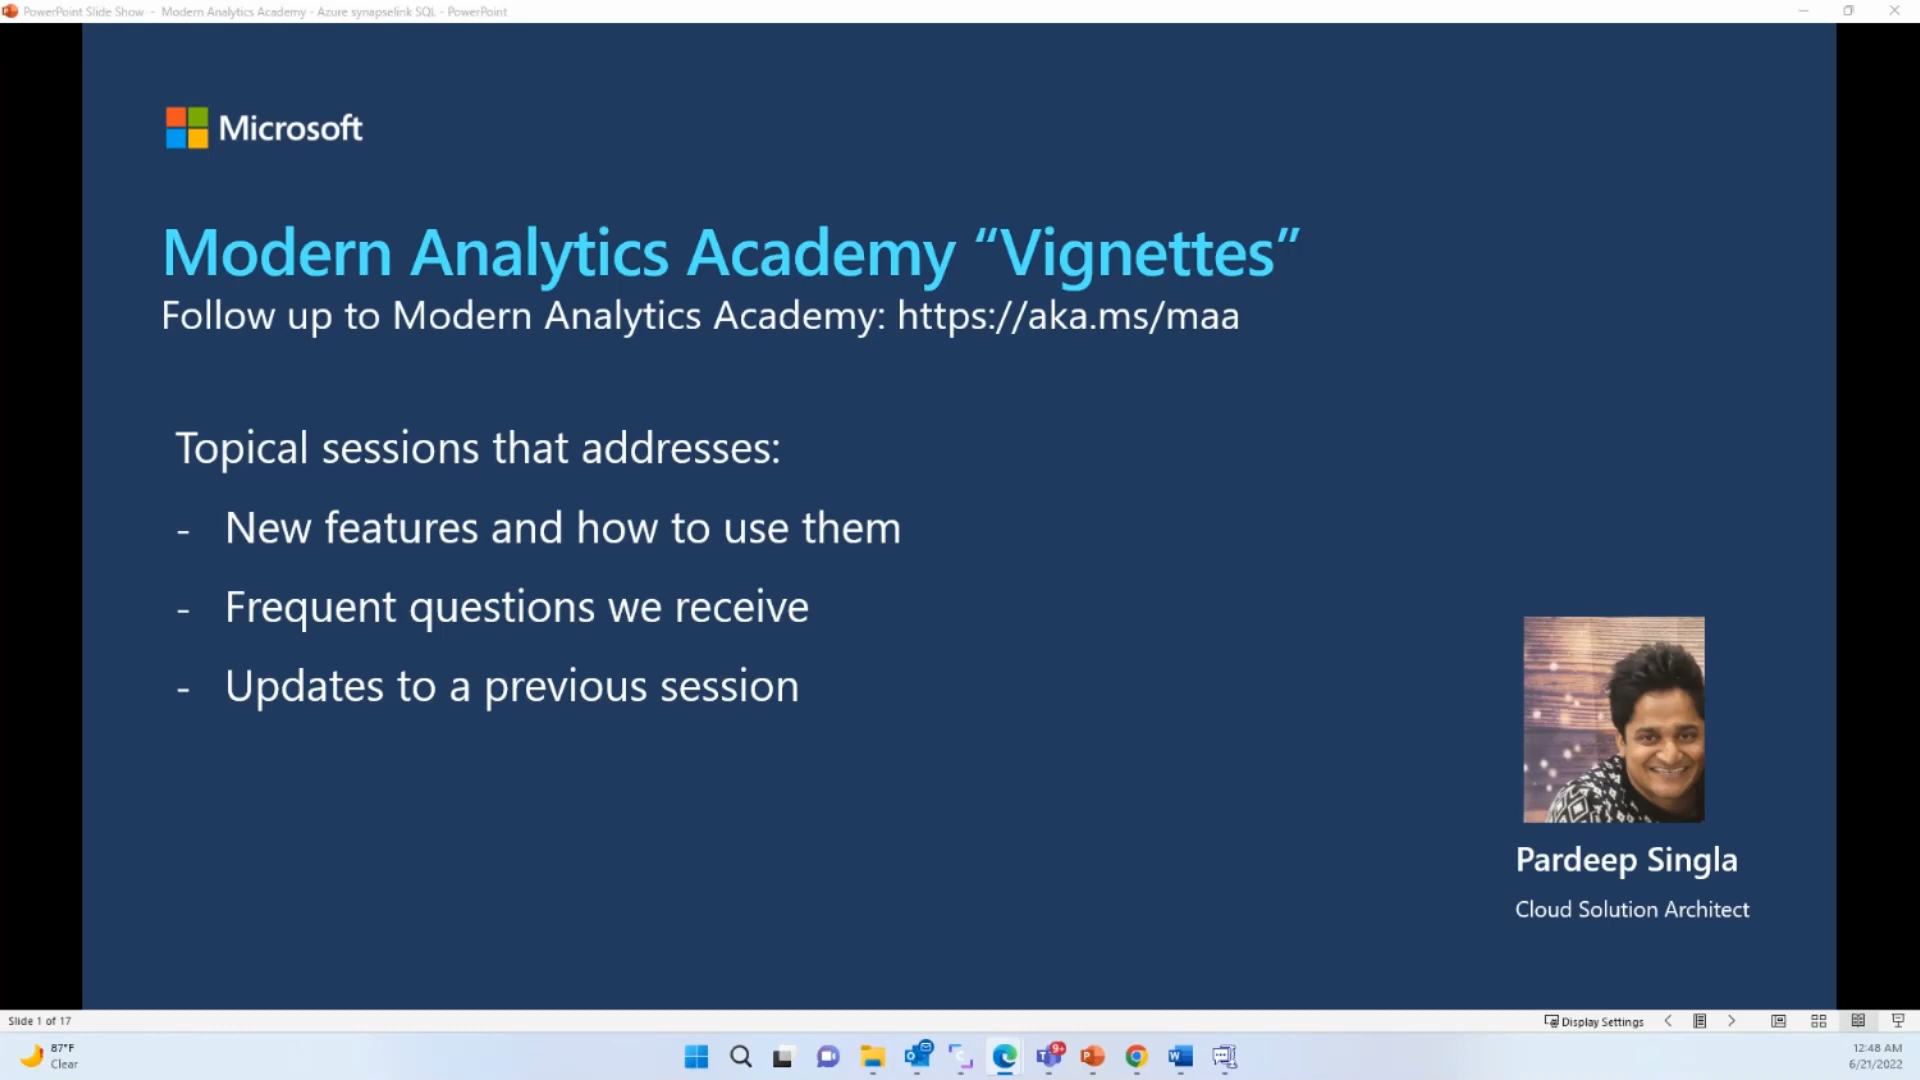 PowerPoint Slide Show - Modern Analytics Academy - Azure synapselink SQL - PowerPoint
Microsoft
Modern Analytics Academy “Vignettes”
Follow up to Modern Analytics Academy: https://aka.ms/maa
Topical sessions that addresses:
- New features and how to use them
- Frequent questions we receive
- Updates to a previous session
Pardeep Singla
Cloud Solution Architect
Slide 1 of 17
Display Settings
87°F
Clear
9+
12:48 AM
6/21/2022